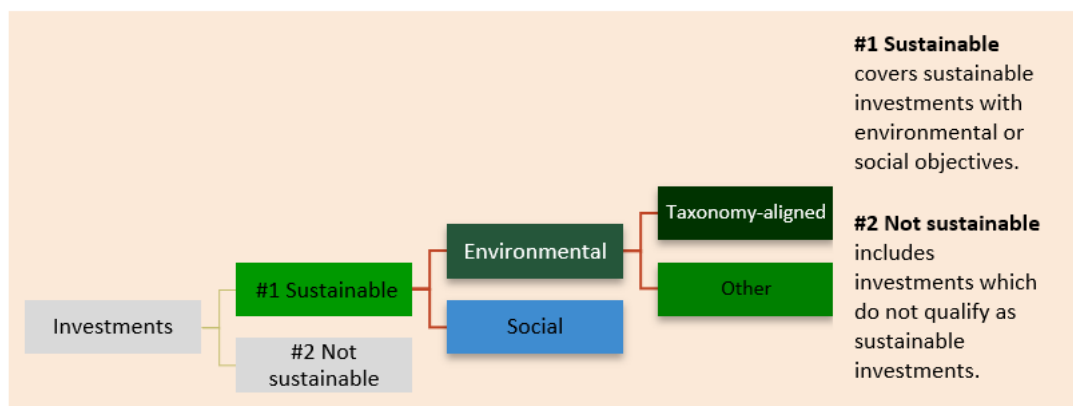 #1 Sustainable
covers sustainable
investments with
environmental or
social objectives.
Taxonomy-aligned
#2 Not sustainable
includes
investments which
do not qualify as
sustainable
investments.
Environmental
Other
#1 Sustainable
Social
Investments
#2 Not
sustainable